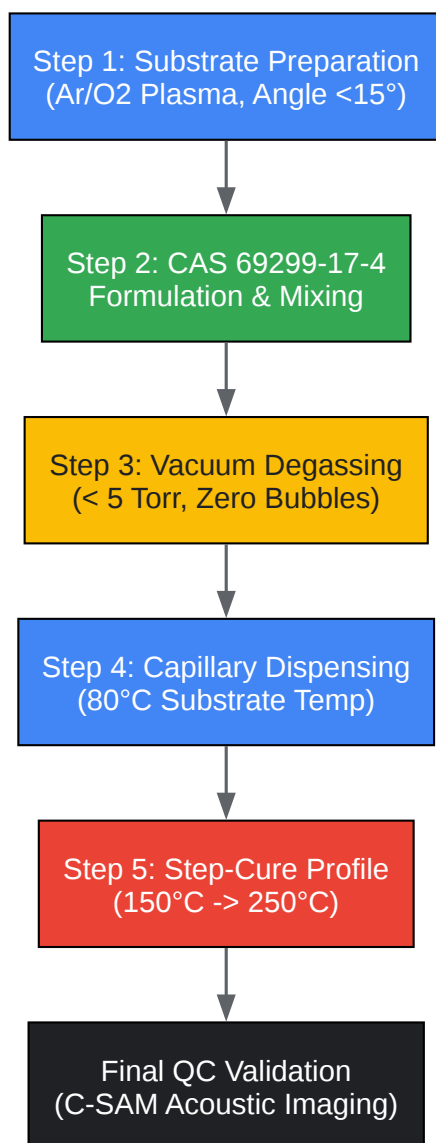 Step 1: Substrate Preparation
(Ar/O2 Plasma, Angle <15°)
Step 2: CAS 69299-17-4
Formulation & Mixing
Step 3: Vacuum Degassing
(< 5 Torr, Zero Bubbles)
Step 4: Capillary Dispensing
(80°C Substrate Temp)
Step 5: Step-Cure Profile
(150°C -> 250°C)
Final QC Validation
(C-SAM Acoustic Imaging)